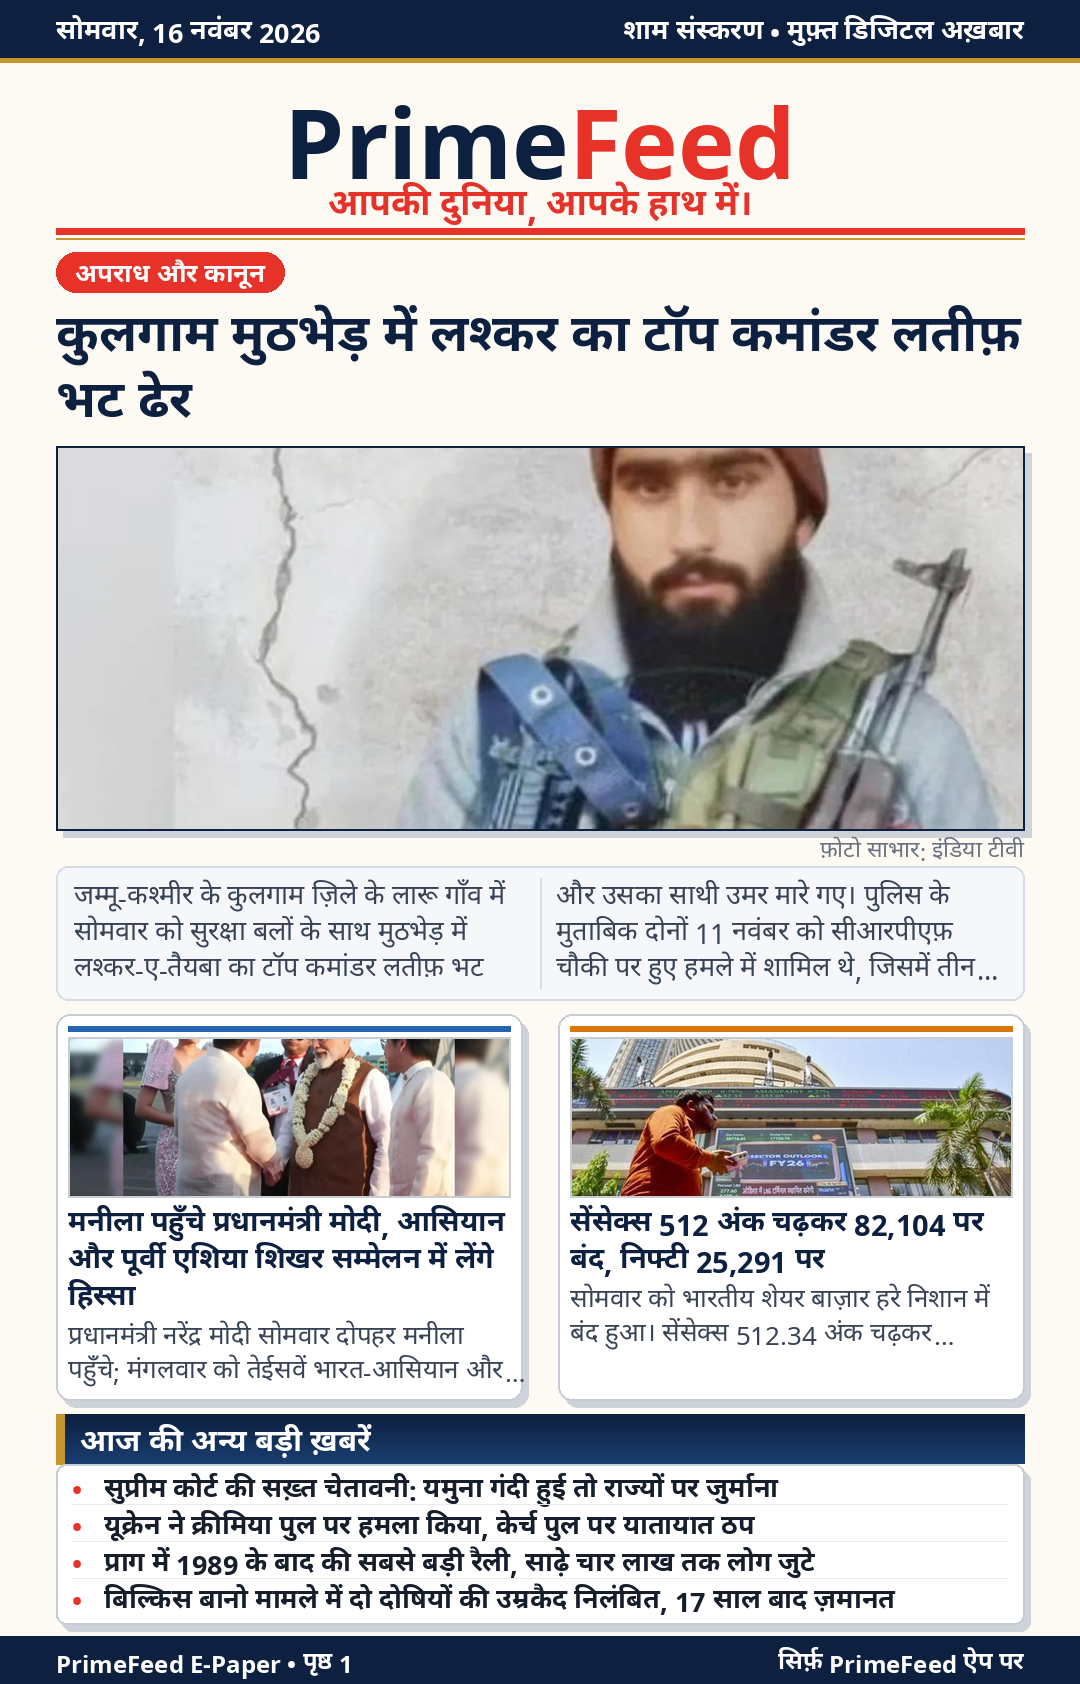 सोमवार, 16 नवंबर 2026
शाम संस्करण • मुफ़्त डिजिटल अख़बार
PrimeFeed
आपकी दुनिया, आपके हाथ में।
अपराध और कानून
कुलगाम मुठभेड़ में लश्कर का टॉप कमांडर लतीफ़
भट ढेर
फ़ोटो साभार: इंडिया टीवी
जम्मू-कश्मीर के कुलगाम ज़िले के लारू गाँव में
सोमवार को सुरक्षा बलों के साथ मुठभेड़ में
लश्कर-ए-तैयबा का टॉप कमांडर लतीफ़ भट
और उसका साथी उमर मारे गए। पुलिस के
मुताबिक दोनों 11 नवंबर को सीआरपीएफ़
चौकी पर हुए हमले में शामिल थे, जिसमें तीन...
मनीला पहुँचे प्रधानमंत्री मोदी, आसियान
और पूर्वी एशिया शिखर सम्मेलन में लेंगे
हिस्सा
प्रधानमंत्री नरेंद्र मोदी सोमवार दोपहर मनीला
पहुँचे; मंगलवार को तेईसवें भारत-आसियान और...
SECTOR OUTLOOK
FY26
सेंसेक्स 512 अंक चढ़कर 82,104 पर
बंद, निफ्टी 25,291 पर
सोमवार को भारतीय शेयर बाज़ार हरे निशान में
बंद हुआ। सेंसेक्स 512.34 अंक चढ़कर...
आज की अन्य बड़ी ख़बरें
• सुप्रीम कोर्ट की सख़्त चेतावनी: यमुना गंदी हुई तो राज्यों पर जुर्माना
• यूक्रेन ने क्रीमिया पुल पर हमला किया, केर्च पुल पर यातायात ठप
• प्राग में 1989 के बाद की सबसे बड़ी रैली, साढ़े चार लाख तक लोग जुटे
• बिल्किस बानो मामले में दो दोषियों की उम्रकैद निलंबित, 17 साल बाद ज़मानत
PrimeFeed E-Paper • पृष्ठ 1
सिर्फ़ PrimeFeed ऐप पर